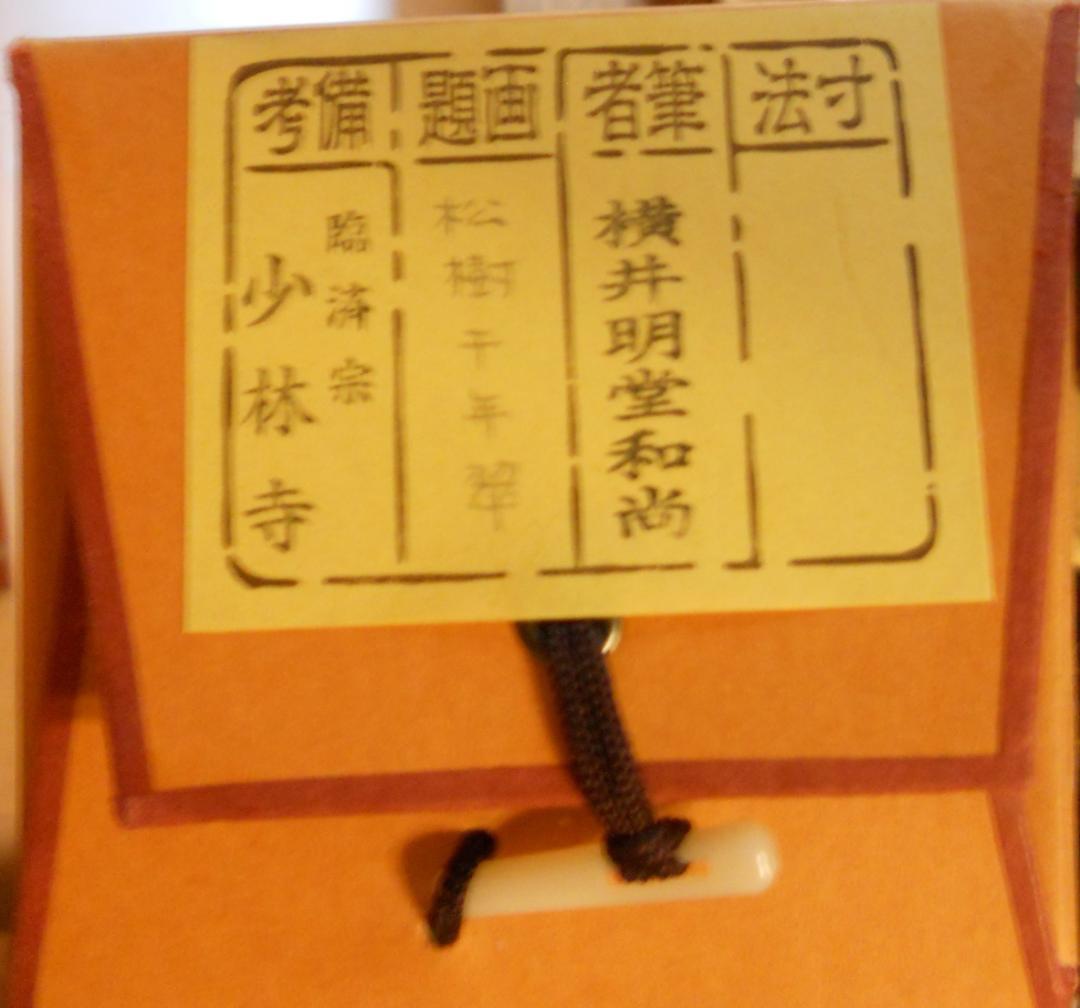 寸法
筆者
横井明堂和尚
画題
松樹千年翠
備考
臨済宗
少林寺